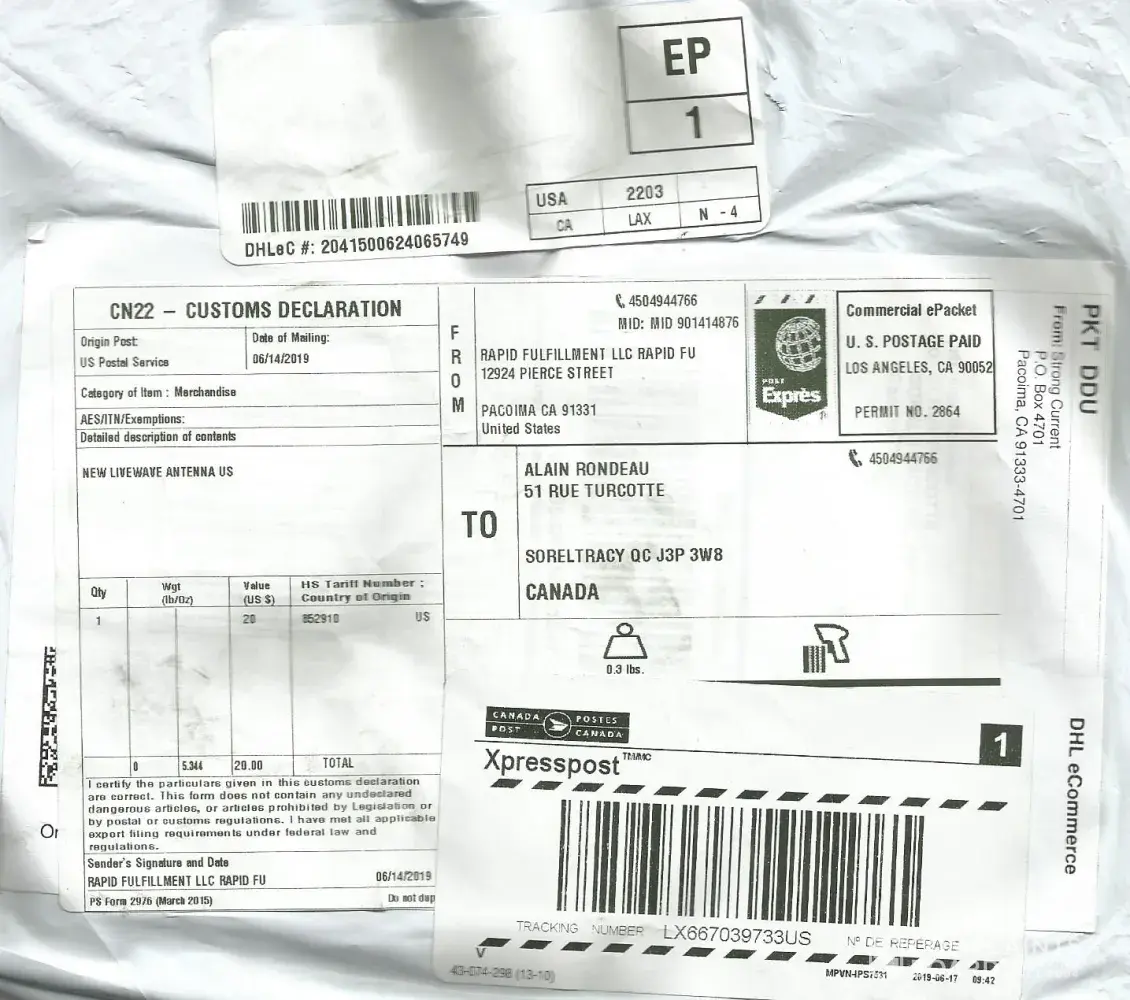 EP
1
USA 2203
CA LAX N - 4
DHLeC #: 2041500624065749
CN22 – CUSTOMS DECLARATION
Origin Post:
US Postal Service
Date of Mailing:
06/14/2019
Category of Item : Merchandise
AES/ITN/Exemptions:
Detailed description of contents
NEW LIVEWAVE ANTENNA US
Qty
Wgt
(lb/Oz)
Value
(US $)
HS Tariff Number :
Country of Origin
1 20 852910 US
0 5.344 20.00 TOTAL
I certify the particulars given in this customs declaration
are correct. This form does not contain any undeclared
dangerous articles, or articles prohibited by Legislation or
by postal or customs regulations. I have met all applicable
export filing requirements under federal law and
regulations.
Sender's Signature and Date
RAPID FULFILLMENT LLC RAPID FU 06/14/2019
PS Form 2976 (March 2015) Do not dup
FROM
4504944766
MID: MID 901414876
RAPID FULFILLMENT LLC RAPID FU
12924 PIERCE STREET
PACOIMA CA 91331
United States
POST
Exprès
Commercial ePacket
U. S. POSTAGE PAID
LOS ANGELES, CA 90052
PERMIT NO. 2864
TO
4504944766
ALAIN RONDEAU
51 RUE TURCOTTE
SORELTRACY QC J3P 3W8
CANADA
0.3 lbs.
PKT DDU
From: Strong Current
P.O. Box 4701
Pacoima, CA 91333-4701
DHL eCommerce
Or
CANADA POSTES
POST CANADA
Xpresspost™/MC
1
TRACKING NUMBER LX667039733US Nº DE REPÉRAGE
V
43-074-298 (13-10)
MPVN-IPS7531 2019-06-17 09:42